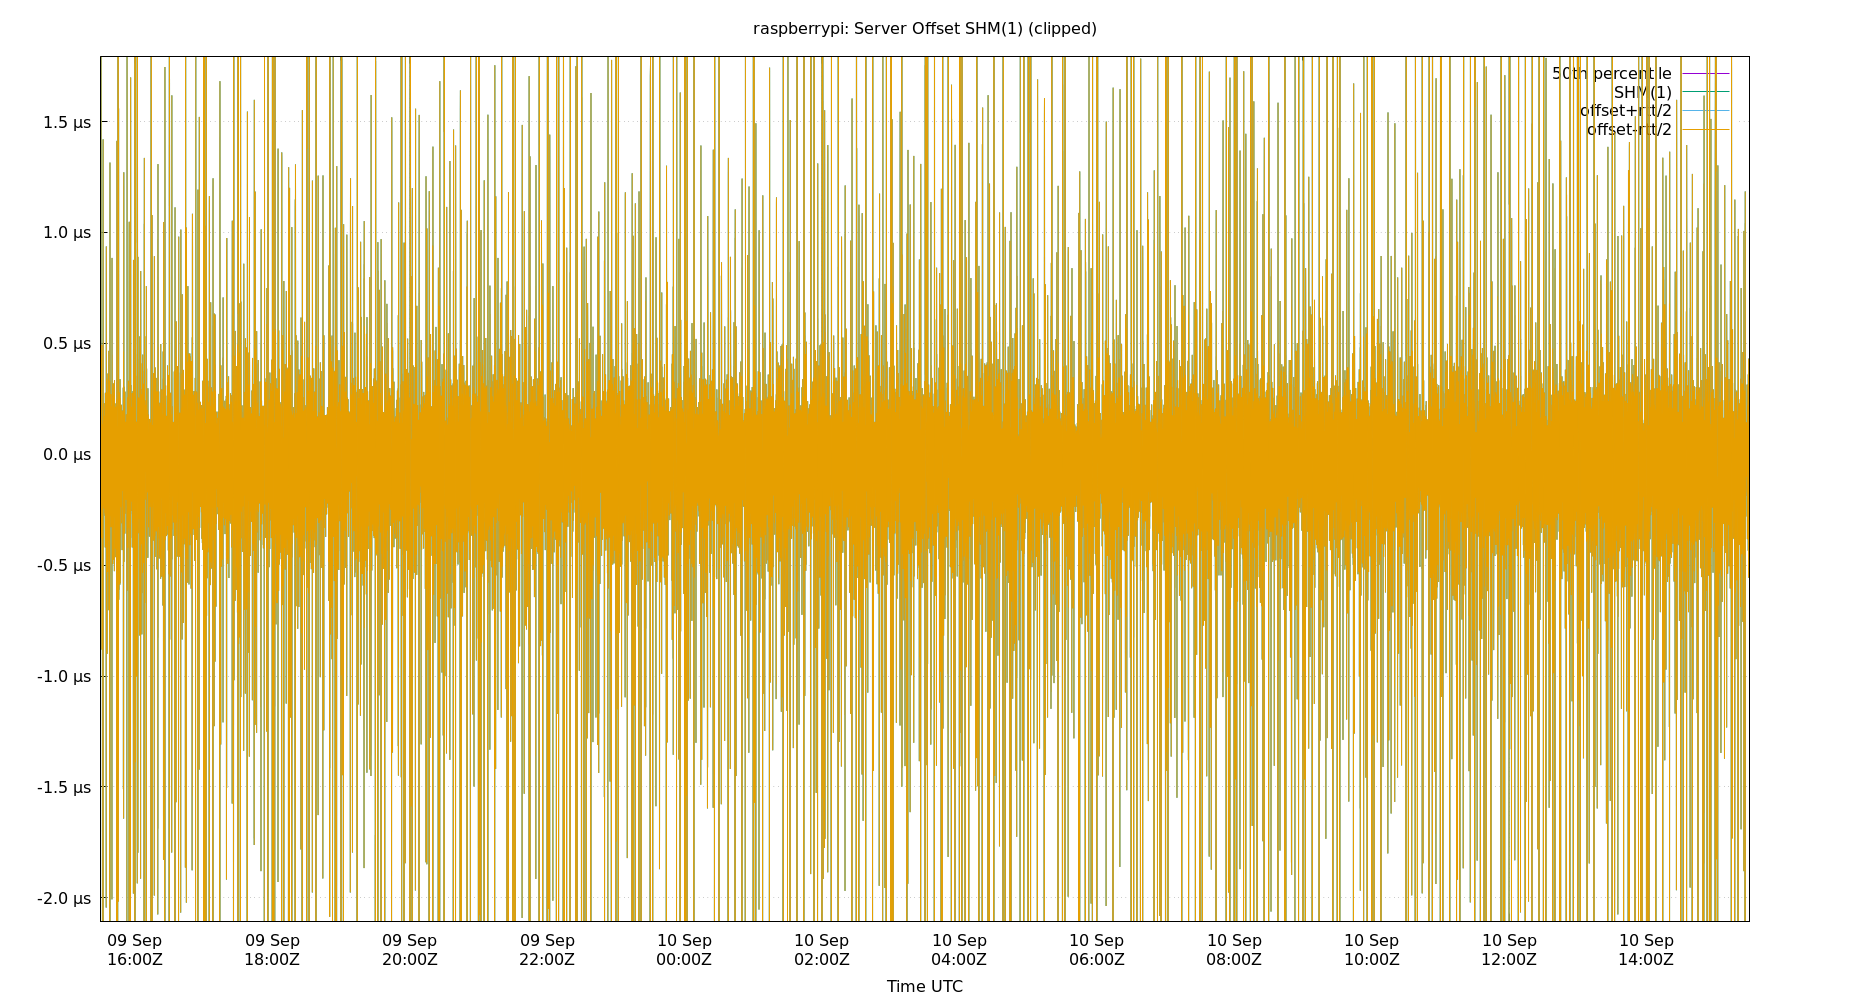 raspberrypi: Server Offset SHM(1) (clipped)
50th percentile
SHM(1)
offset+rtt/2
offset-rtt/2
1.5 μs
1.0 μs
0.5 μs
0.0 μs
-0.5 μs
-1.0 μs
-1.5 μs
-2.0 μs
09 Sep 09 Sep 09 Sep 09 Sep 10 Sep 10 Sep 10 Sep 10 Sep 10 Sep 10 Sep 10 Sep 10 Sep
16:00Z 18:00Z 20:00Z 22:00Z 00:00Z 02:00Z 04:00Z 06:00Z 08:00Z 10:00Z 12:00Z 14:00Z
Time UTC